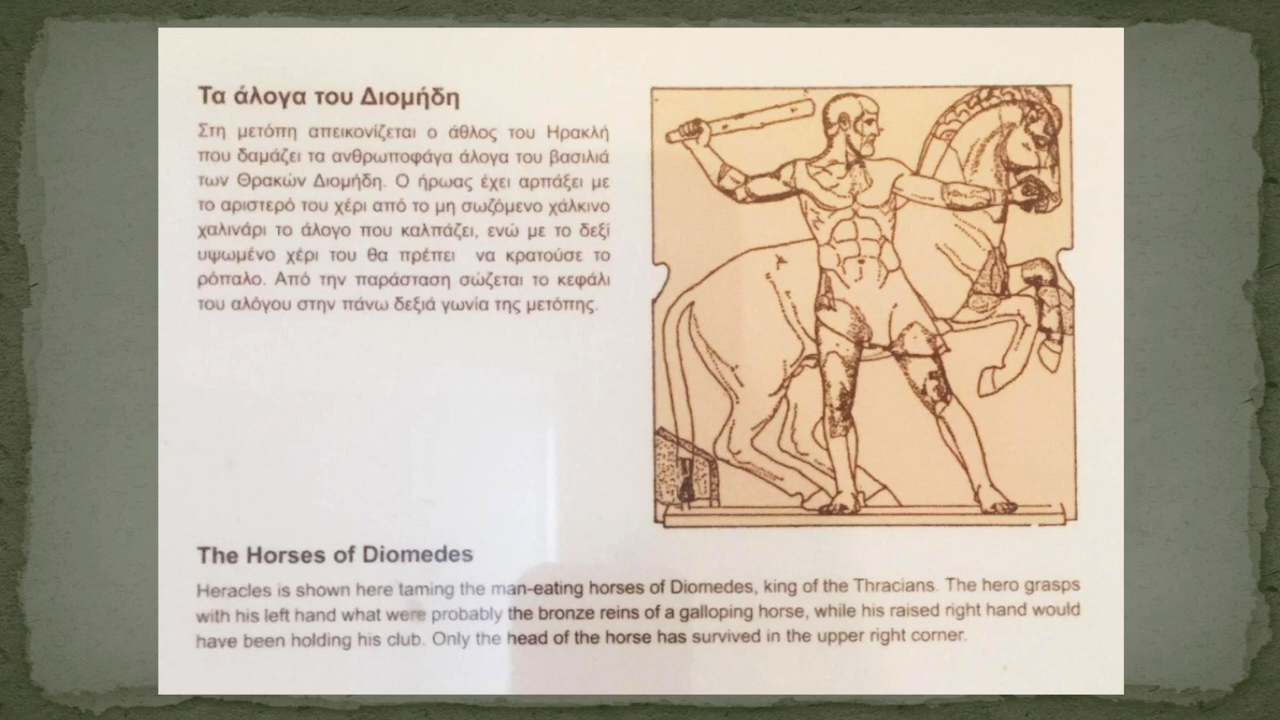 Τα άλογα του Διομήδη
Στη μετόπη απεικονίζεται ο άθλος του Ηρακλή
που δαμάζει τα ανθρωποφάγα άλογα του βασιλιά
των Θρακών Διομήδη. Ο ήρωας έχει αρπάξει με
το αριστερό του χέρι από το μη σωζόμενο χάλκινο
χαλινάρι το άλογο που καλπάζει, ενώ με το δεξί
υψωμένο χέρι του θα πρέπει να κρατούσε το
ρόπαλο. Από την παράσταση σώζεται το κεφάλι
του αλόγου στην πάνω δεξιά γωνία της μετόπης.
The Horses of Diomedes
Heracles is shown here taming the man-eating horses of Diomedes, king of the Thracians. The hero grasps
with his left hand what were probably the bronze reins of a galloping horse, while his raised right hand would
have been holding his club. Only the head of the horse has survived in the upper right corner.